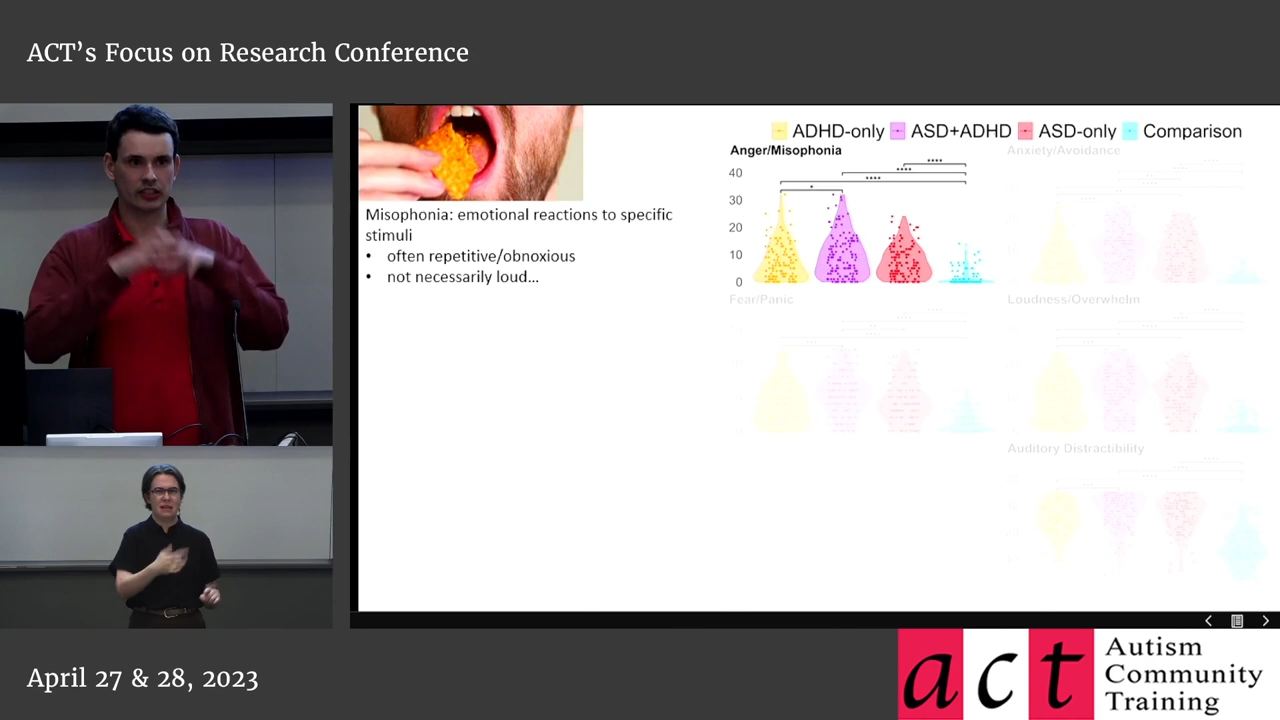 ACT's Focus on Research Conference
ADHD-only ASD+ADHD ASD-only Comparison
Misophonia: emotional reactions to specific
stimuli
• often repetitive/obnoxious
• not necessarily loud...
Anger/Misophonia
40
30
20
10
0
****
****
****
*
Anxiety/Avoidance
Fear/Panic
Loudness/Overwhelm
Auditory Distractibility
April 27 & 28, 2023
act
Autism
Community
Training